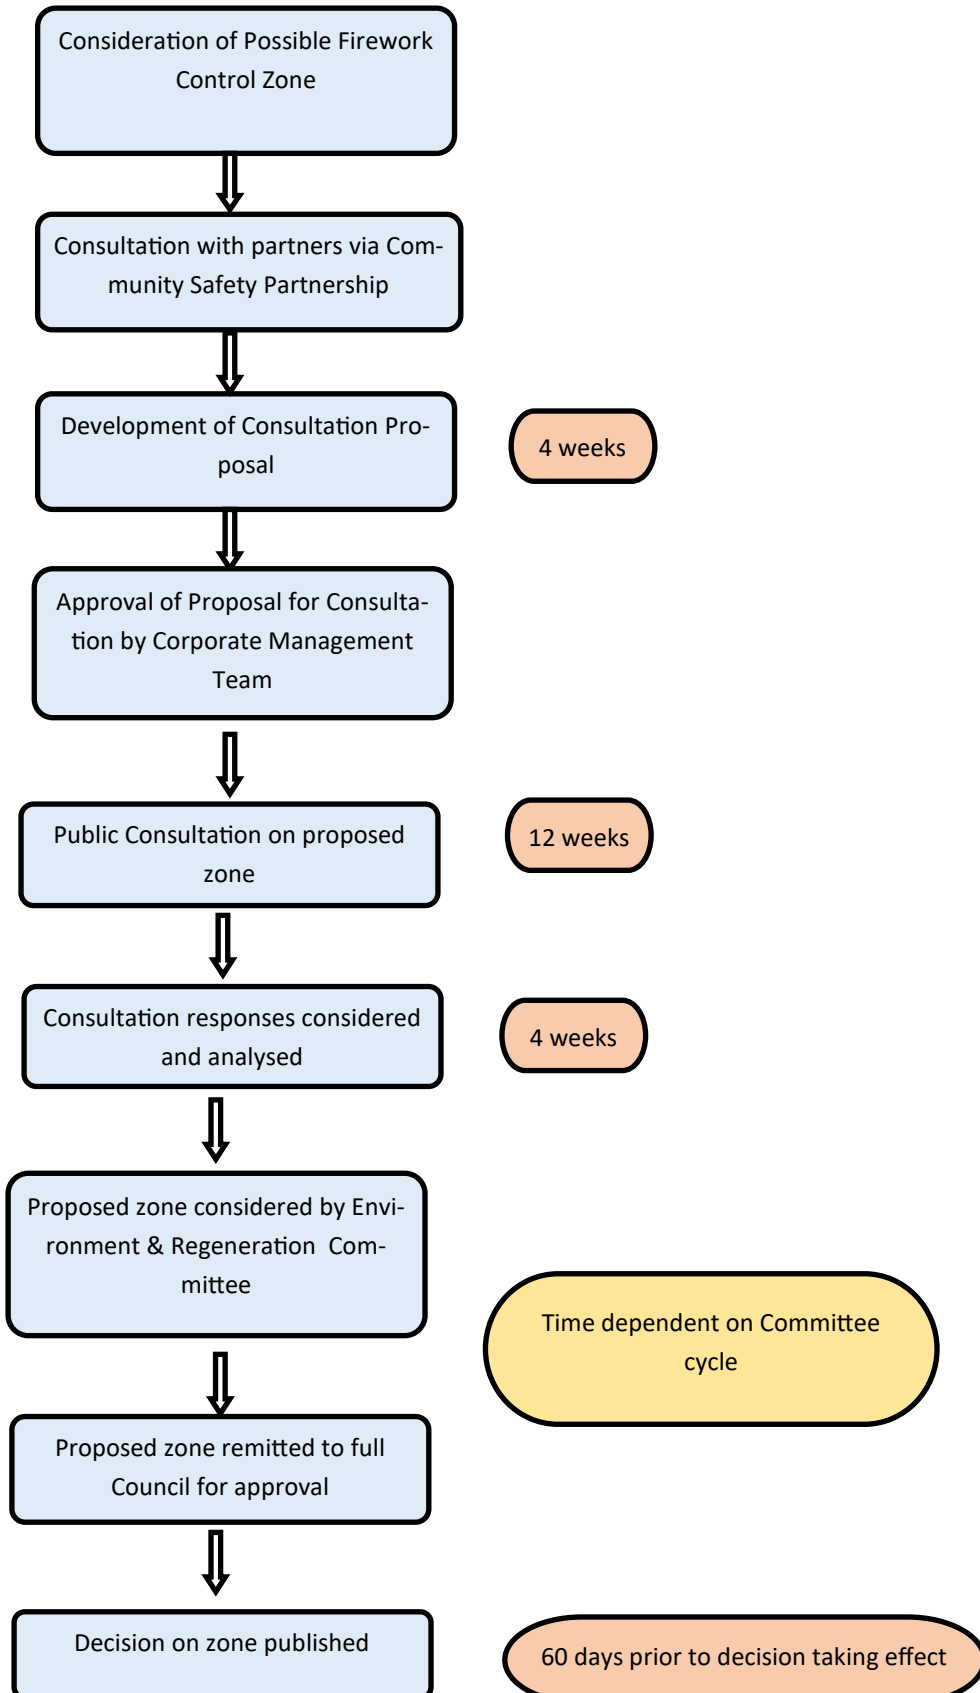 Consideration of Possible Firework
Control Zone
Consultation with partners via Com-
munity Safety Partnership
Development of Consultation Pro-
posal
4 weeks
Approval of Proposal for Consulta-
tion by Corporate Management
Team
Public Consultation on proposed
zone
12 weeks
Consultation responses considered
and analysed
4 weeks
Proposed zone considered by Envi-
ronment & Regeneration  Com-
mittee
Time dependent on Committee
cycle
Proposed zone remitted to full
Council for approval
Decision on zone published
60 days prior to decision taking effect